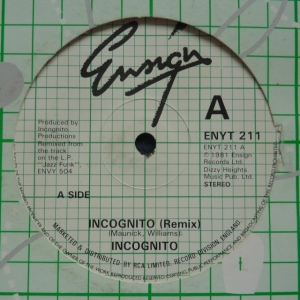 Ensign
A
ENYT 211
Produced by
Incognito
Productions
Remixed from
the track
on the L.P.
"Jazz Funk"
ENVY 504
ENYT 211 A
℗ 1981 Ensign
Records Ltd
Dizzy Heights
Music Pub. Ltd.
STEREO
A SIDE
INCOGNITO (Remix)
(Maunick, Williams)
INCOGNITO
MARKETED & DISTRIBUTED BY RCA LIMITED, RECORD DIVISION, ENGLAND.